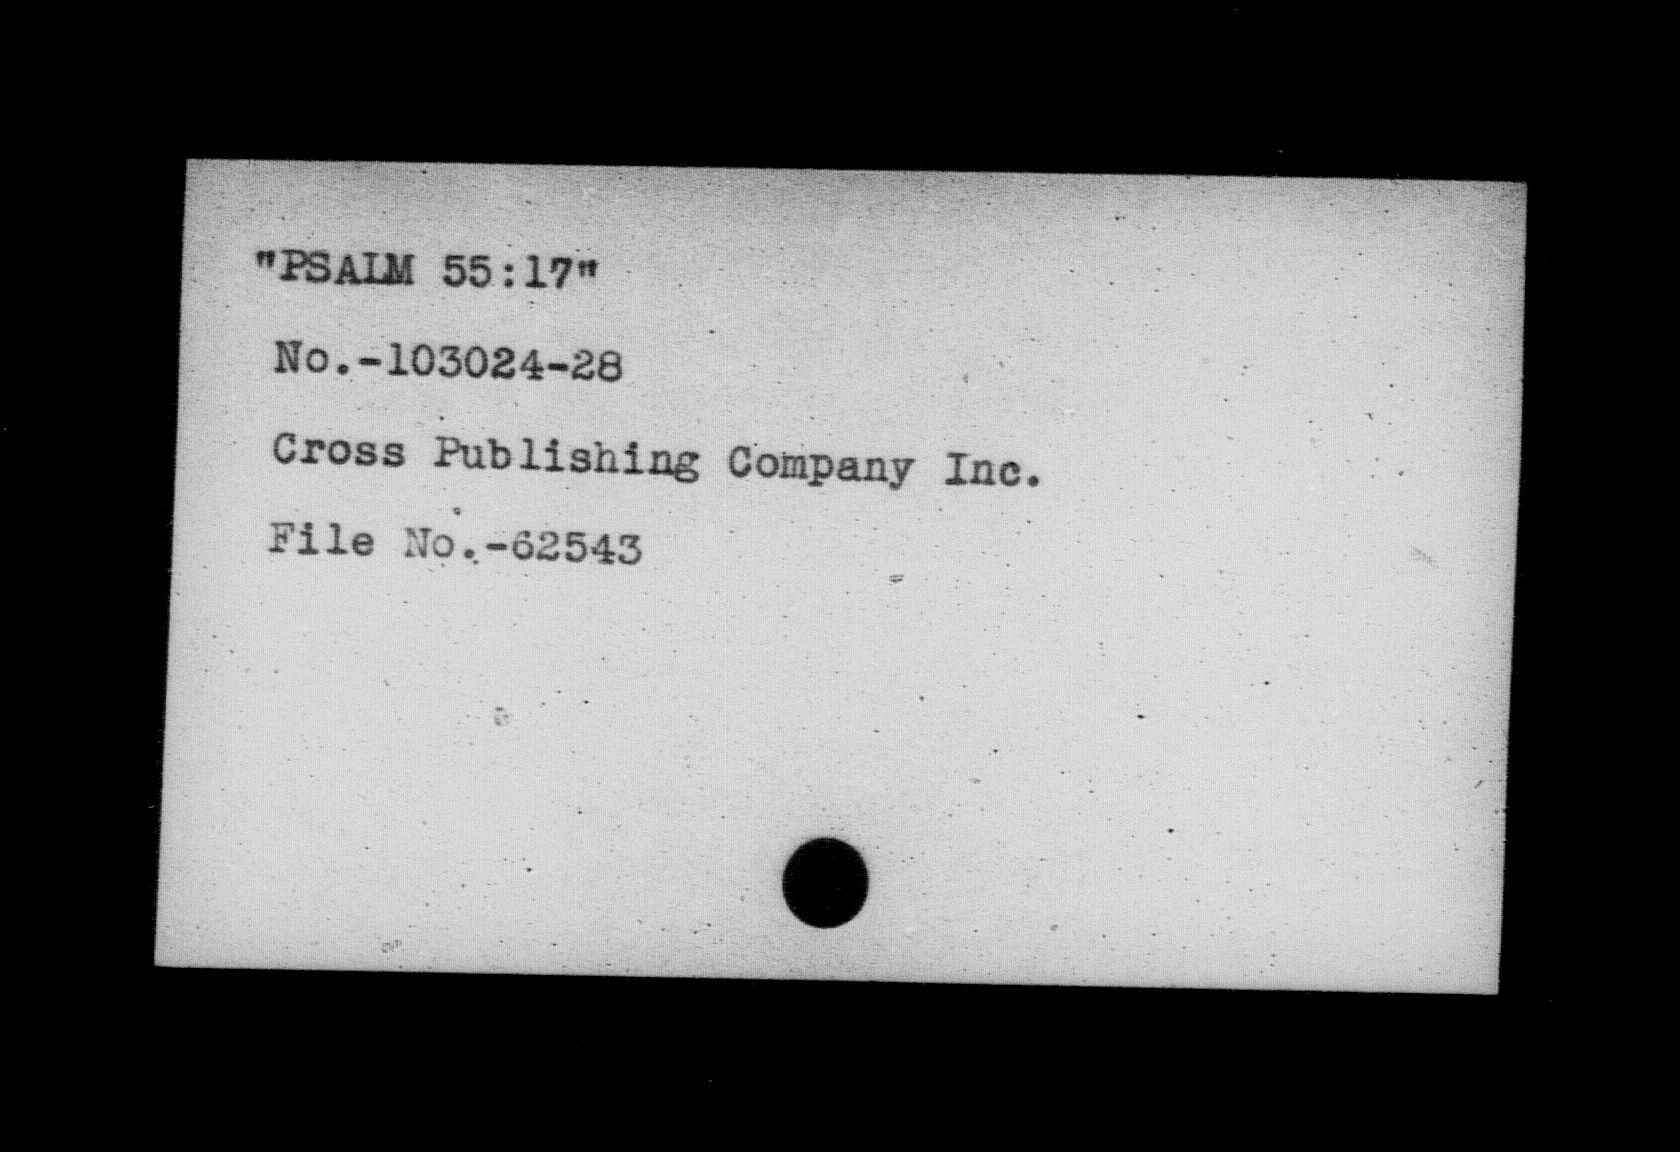 "PSALM 55:17"
No.-103024-28
Cross Publishing Company Inc.
File No.-62543